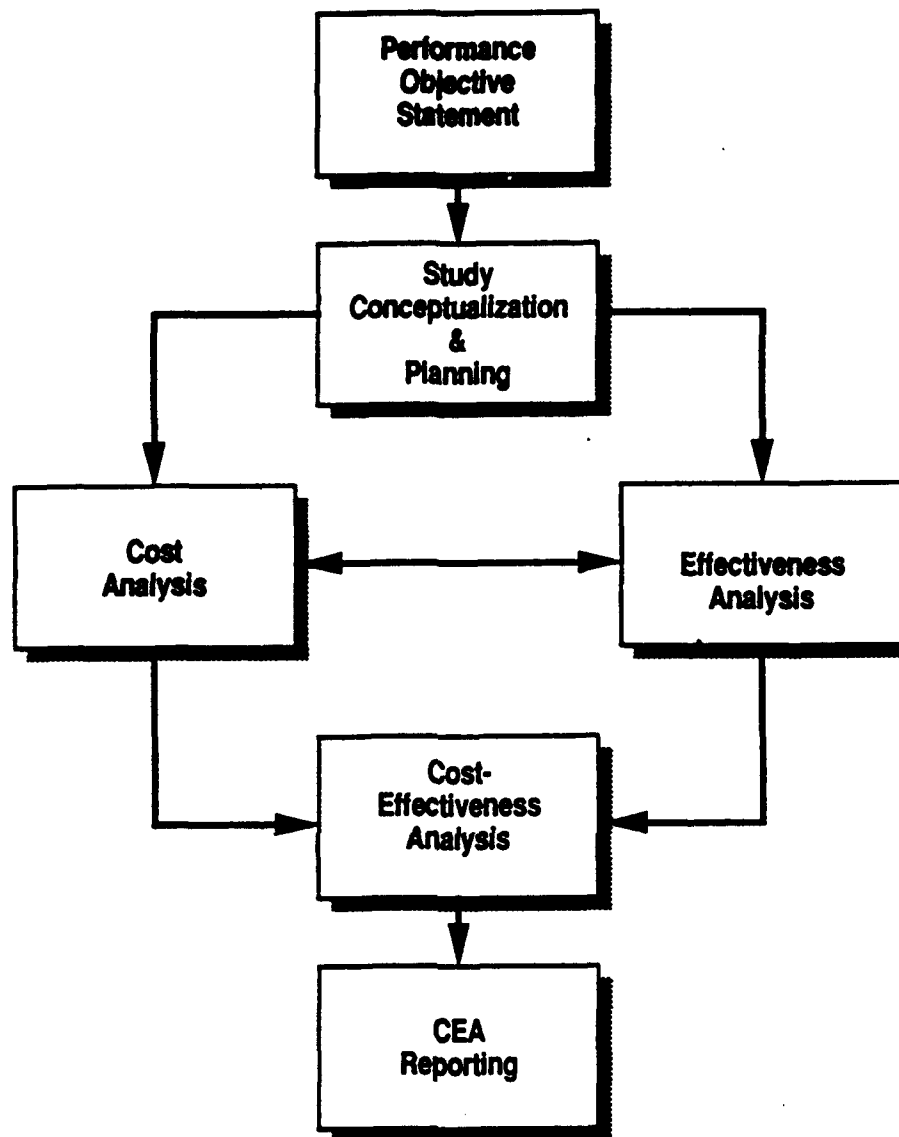 Performance
Objective
Statement
Study
Conceptualization
&
Planning
Cost
Analysis
Effectiveness
Analysis
Cost-
Effectiveness
Analysis
CEA
Reporting